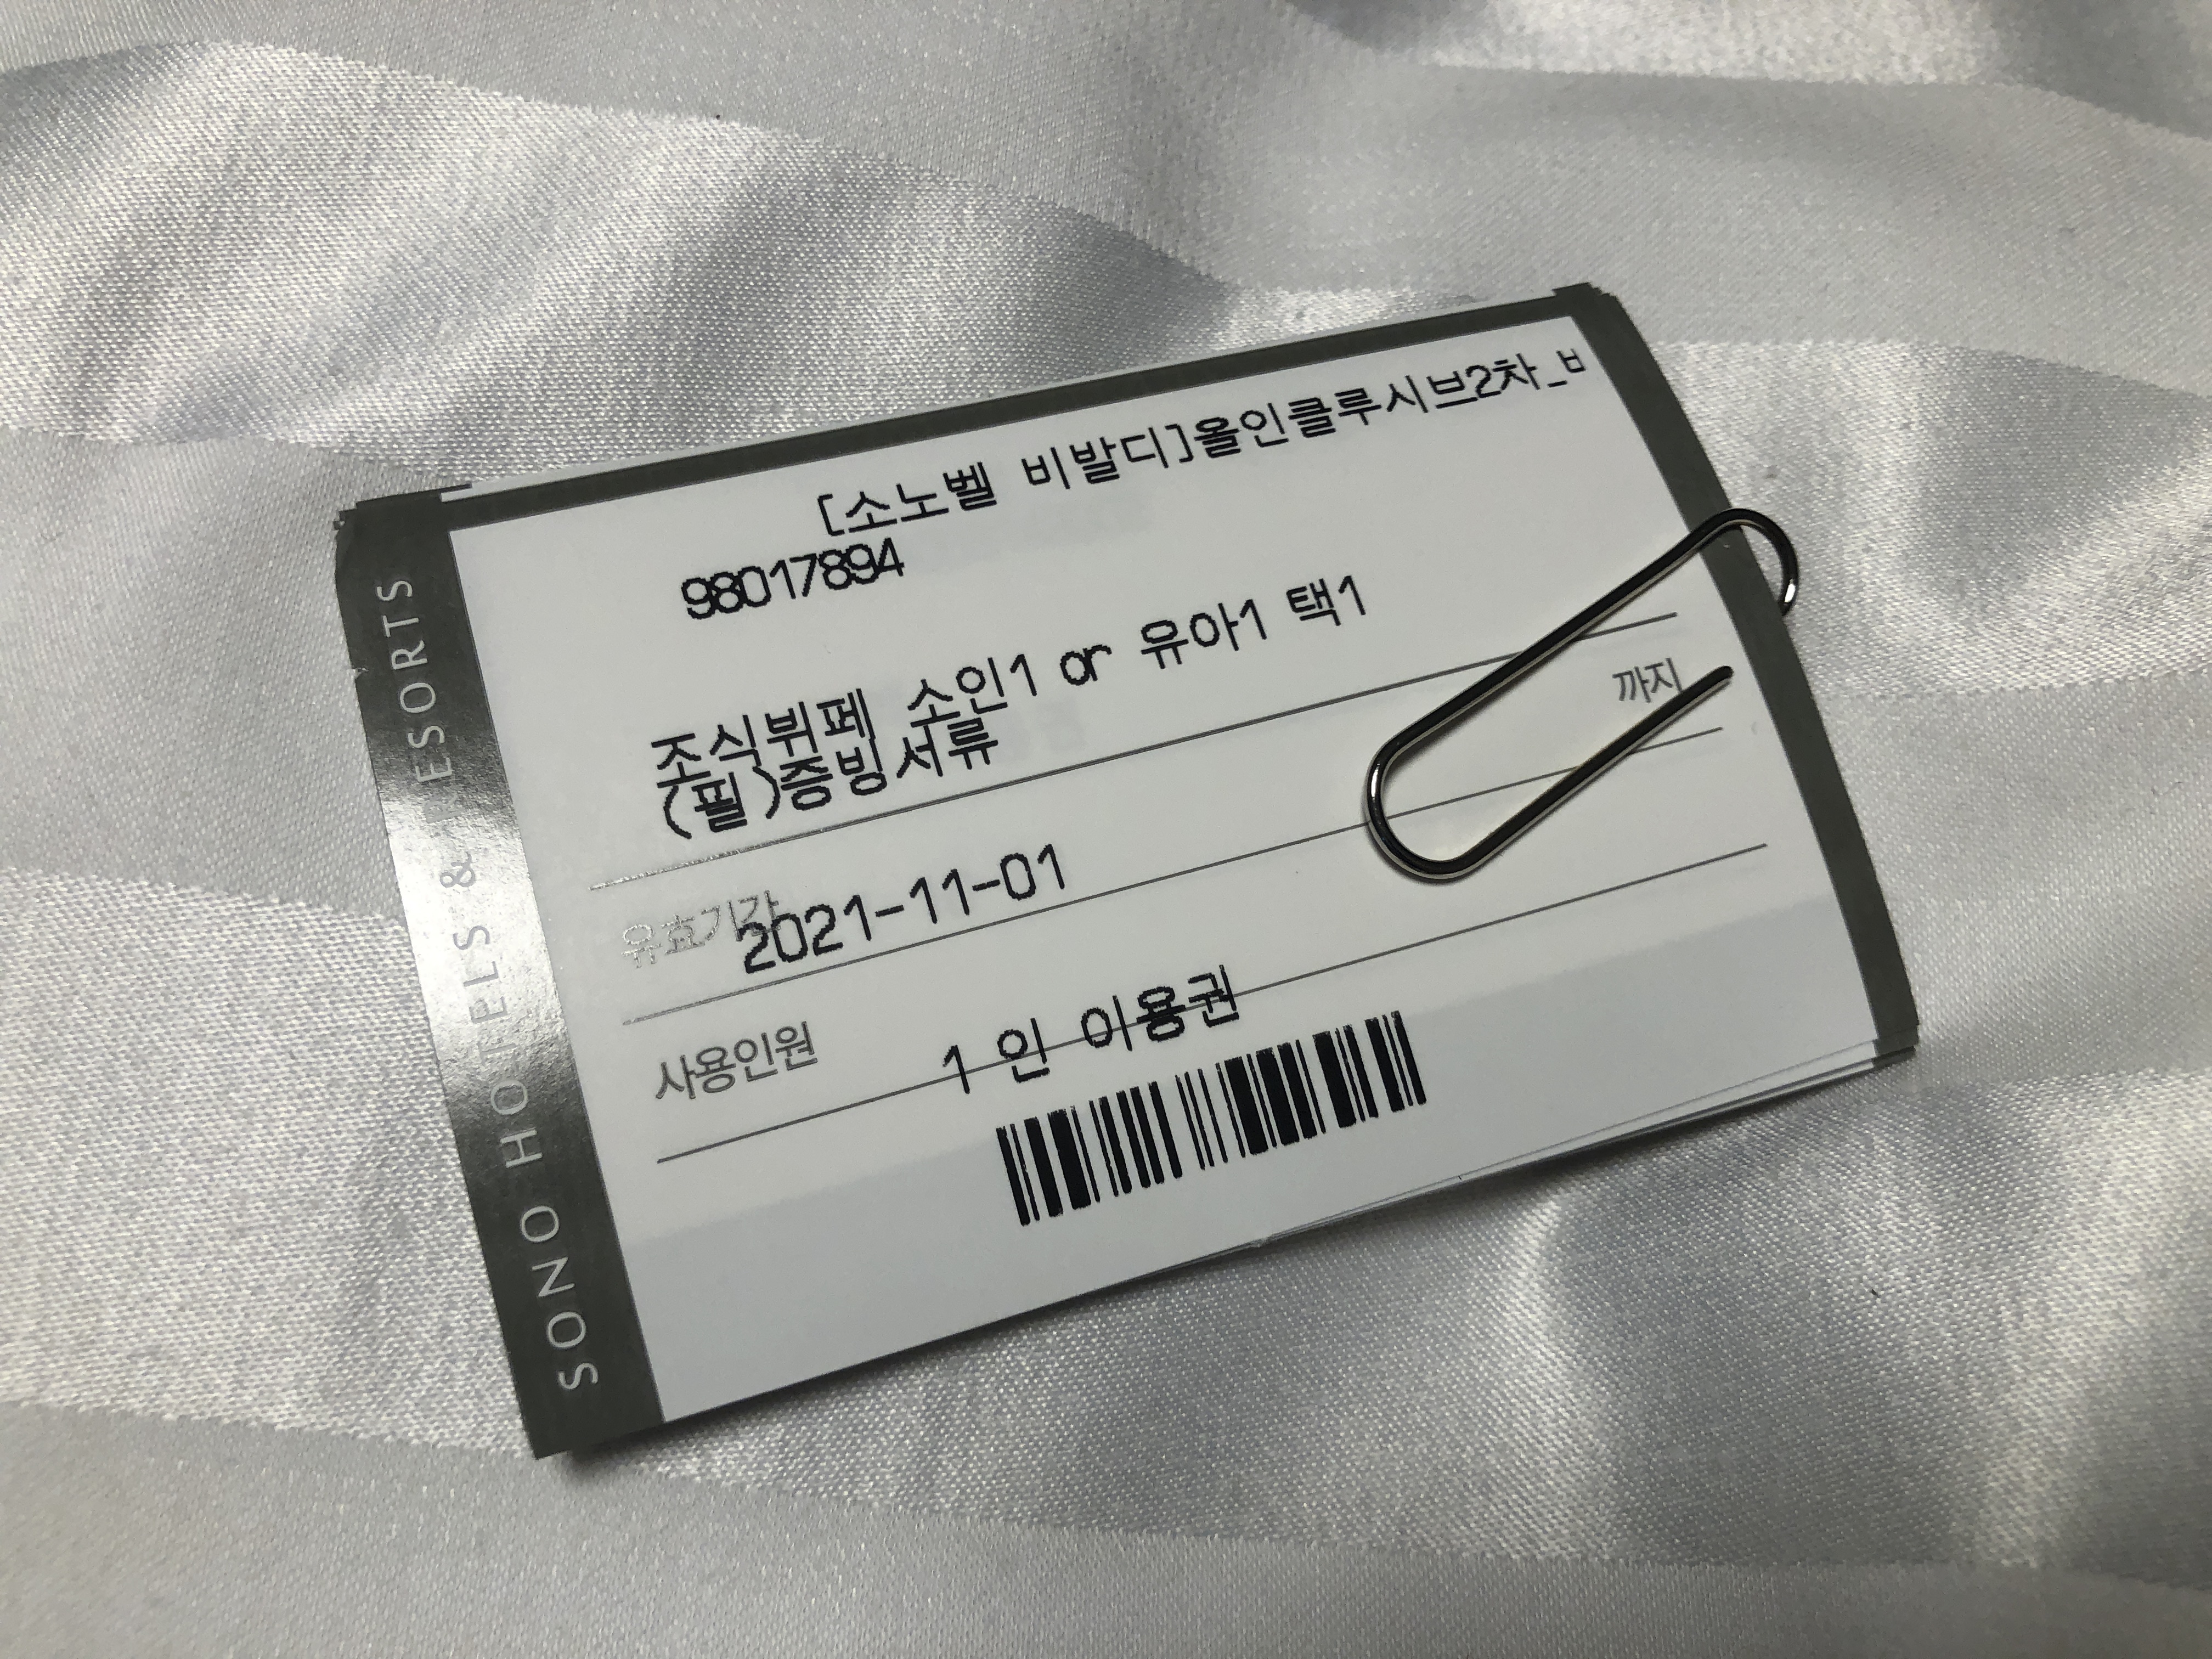 [소노벨 비발디]올인클루시브2차_ㅂ
98017894
조식뷔페 소인1 or 유아1 택1
(필)증빙서류
유효기간 2021-11-01 까지
사용인원 1 인 이용권
SONO HOTELS & RESORTS